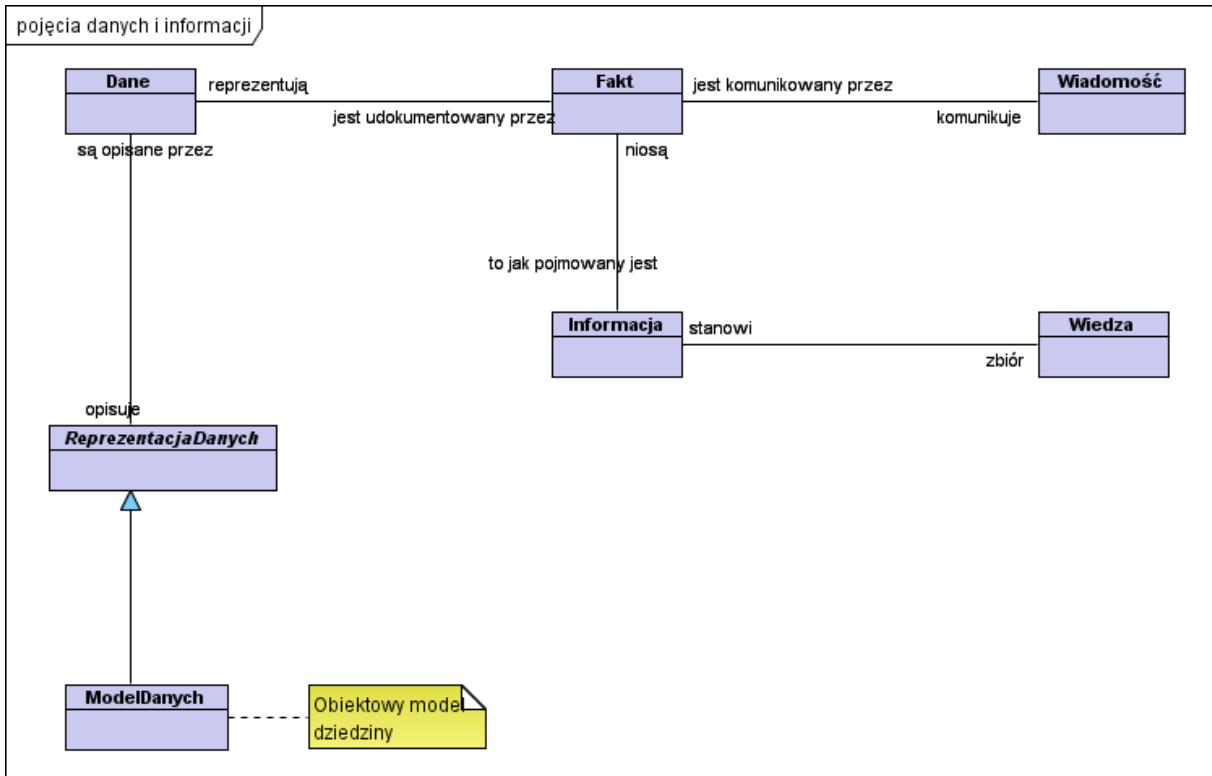 pojęcia danych i informacji
Dane
reprezentują
Fakt
jest komunikowany przez
Wiadomość
jest udokumentowany przez
komunikuje
są opisane przez
niosą
to jak pojmowany jest
Informacja
stanowi
Wiedza
zbiór
opisuje
ReprezentacjaDanych
ModelDanych
Obiektowy model
dziedziny